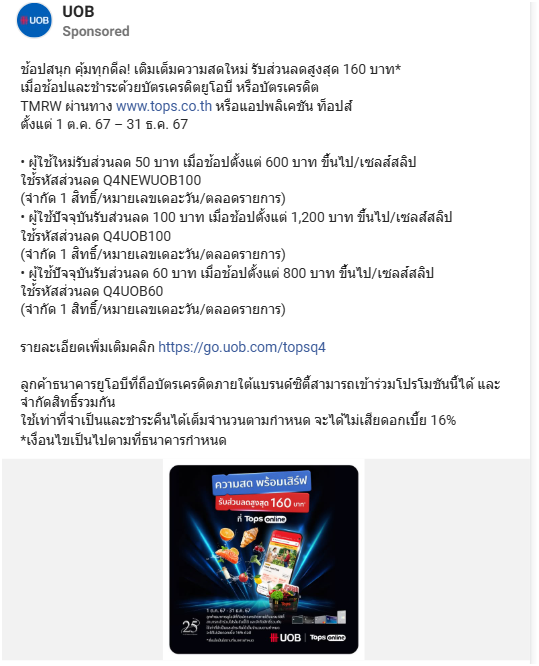 UOB
Sponsored
ช้อปสนุก คุ้มทุกดีล! เติมเต็มความสดใหม่ รับส่วนลดสูงสุด 160 บาท*
เมื่อช้อปและชำระด้วยบัตรเครดิตยูโอบี หรือบัตรเครดิต
TMRW ผ่านทาง www.tops.co.th หรือแอปพลิเคชัน ท็อปส์
ตั้งแต่ 1 ต.ค. 67 – 31 ธ.ค. 67
• ผู้ใช้ใหม่รับส่วนลด 50 บาท เมื่อช้อปตั้งแต่ 600 บาท ขึ้นไป/เซลส์สลิป
ใช้รหัสส่วนลด Q4NEWUOB100
(จำกัด 1 สิทธิ์/หมายเลขเดอะวัน/ตลอดรายการ)
• ผู้ใช้ปัจจุบันรับส่วนลด 100 บาท เมื่อช้อปตั้งแต่ 1,200 บาท ขึ้นไป/เซลส์สลิป
ใช้รหัสส่วนลด Q4UOB100
(จำกัด 1 สิทธิ์/หมายเลขเดอะวัน/ตลอดรายการ)
• ผู้ใช้ปัจจุบันรับส่วนลด 60 บาท เมื่อช้อปตั้งแต่ 800 บาท ขึ้นไป/เซลส์สลิป
ใช้รหัสส่วนลด Q4UOB60
(จำกัด 1 สิทธิ์/หมายเลขเดอะวัน/ตลอดรายการ)
รายละเอียดเพิ่มเติมคลิก https://go.uob.com/topsq4
ลูกค้าธนาคารยูโอบีที่ถือบัตรเครดิตภายใต้แบรนด์ซิตี้สามารถเข้าร่วมโปรโมชันนี้ได้ และ
จำกัดสิทธิ์รวมกัน
ใช้เท่าที่จำเป็นและชำระคืนได้เต็มจำนวนตามกำหนด จะได้ไม่เสียดอกเบี้ย 16%
*เงื่อนไขเป็นไปตามที่ธนาคารกำหนด
ความสด พร้อมเสิร์ฟ
รับส่วนลดสูงสุด 160 บาท*
ที่ Tops online
1 ต.ค. 67 - 31 ธ.ค. 67
25
UOB Tops online